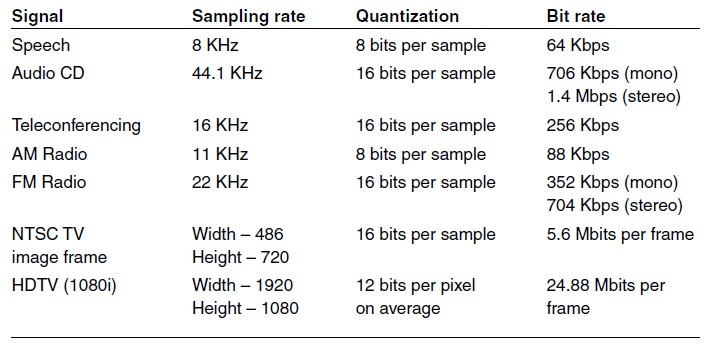 Signal Sampling rate Quantization Bit rate
Speech 8 KHz 8 bits per sample 64 Kbps
Audio CD 44.1 KHz 16 bits per sample 706 Kbps (mono)
1.4 Mbps (stereo)
Teleconferencing 16 KHz 16 bits per sample 256 Kbps
AM Radio 11 KHz 8 bits per sample 88 Kbps
FM Radio 22 KHz 16 bits per sample 352 Kbps (mono)
704 Kbps (stereo)
NTSC TV Width – 486 16 bits per sample 5.6 Mbits per frame
image frame Height – 720
HDTV (1080i) Width – 1920 12 bits per pixel 24.88 Mbits per
Height – 1080 on average frame